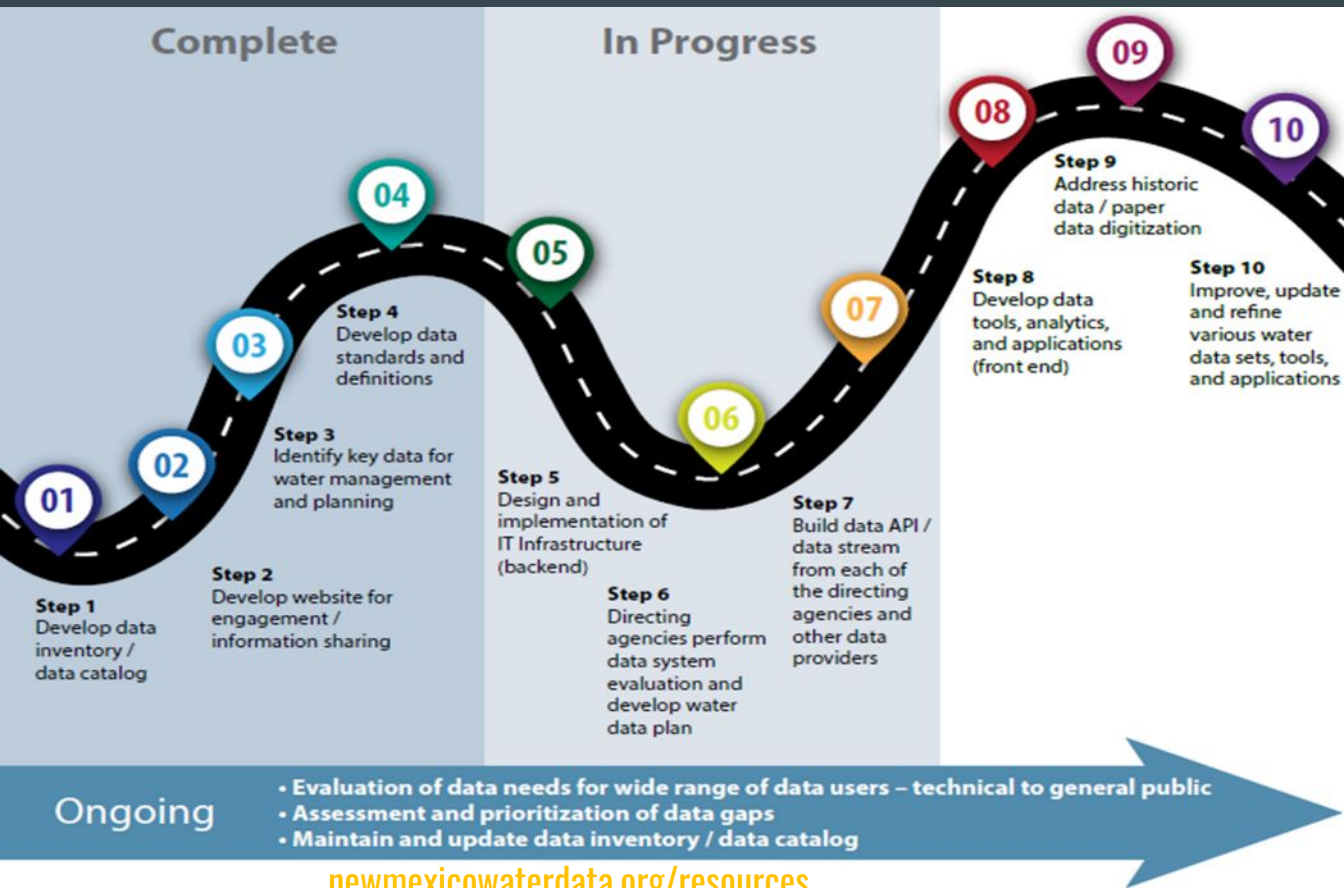 Complete
In Progress
01
02
03
04
05
06
07
08
09
10
Step 1
Develop data
inventory /
data catalog
Step 2
Develop website for
engagement /
information sharing
Step 3
Identify key data for
water management
and planning
Step 4
Develop data
standards and
definitions
Step 5
Design and
implementation of
IT Infrastructure
(backend)
Step 6
Directing
agencies perform
data system
evaluation and
develop water
data plan
Step 7
Build data API /
data stream
from each of
the directing
agencies and
other data
providers
Step 8
Develop data
tools, analytics,
and applications
(front end)
Step 9
Address historic
data / paper
data digitization
Step 10
Improve, update
and refine
various water
data sets, tools,
and applications
Ongoing
• Evaluation of data needs for wide range of data users – technical to general public
• Assessment and prioritization of data gaps
• Maintain and update data inventory / data catalog
newmexicowaterdata.org/resources